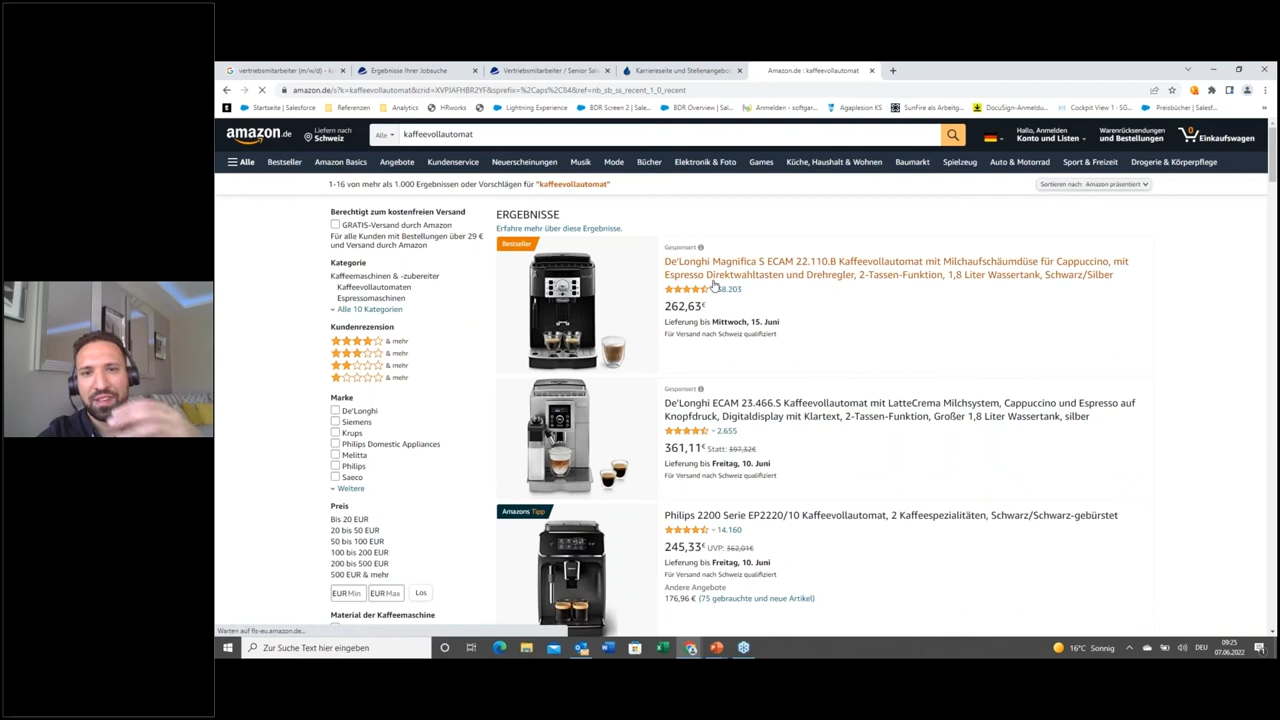 vertriebsmitarbeiter (m/w/d) - k
Ergebnisse Ihrer Jobsuche
Vertriebsmitarbeiter / Senior Sal
Karriereseite und Stellenangebot
Amazon.de : kaffeevollautomat
amazon.de/s?k=kaffeevollautomat&crid=XVPJAFHBR2YF&sprefix=%2Caps%2C84&ref=nb_sb_ss_recent_1_0_recent
Startseite | Salesforce
Referenzen
Analytics
HRworks
Lightning Experience
BDR Screen 2 | Sale...
BDR Overview | Sale...
Anmelden - softgar...
Agaplesion KS
SunFire als Arbeitg...
DocuSign-Anmeldu...
Cockpit View 1 - SG...
Preisbücher | Salesf...
amazon.de
Liefern nach
Schweiz
Alle
kaffeevollautomat
Hallo, Anmelden
Konto und Listen
Warenrücksendungen
und Bestellungen
0
Einkaufswagen
Alle
Bestseller
Amazon Basics
Angebote
Kundenservice
Neuerscheinungen
Musik
Mode
Bücher
Elektronik & Foto
Games
Küche, Haushalt & Wohnen
Baumarkt
Spielzeug
Auto & Motorrad
Sport & Freizeit
Drogerie & Körperpflege
1-16 von mehr als 1.000 Ergebnissen oder Vorschlägen für "kaffeevollautomat"
Sortieren nach: Amazon präsentiert
Berechtigt zum kostenfreien Versand
GRATIS-Versand durch Amazon
Für alle Kunden mit Bestellungen über 29 €
und Versand durch Amazon
Kategorie
Kaffeemaschinen & -zubereiter
Kaffeevollautomaten
Espressomaschinen
Alle 10 Kategorien
Kundenrezension
& mehr
& mehr
& mehr
& mehr
Marke
De'Longhi
Siemens
Krups
Philips Domestic Appliances
Melitta
Philips
Saeco
Weitere
Preis
Bis 20 EUR
20 bis 50 EUR
50 bis 100 EUR
100 bis 200 EUR
200 bis 500 EUR
500 EUR & mehr
EUR Min
EUR Max
Los
Material der Kaffeemaschine
ERGEBNISSE
Erfahre mehr über diese Ergebnisse.
Bestseller
Gesponsert
De'Longhi Magnifica S ECAM 22.110.B Kaffeevollautomat mit Milchaufschäumdüse für Cappuccino, mit
Espresso Direktwahltasten und Drehregler, 2-Tassen-Funktion, 1,8 Liter Wassertank, Schwarz/Silber
262,63€
Lieferung bis Mittwoch, 15. Juni
Für Versand nach Schweiz qualifiziert
Gesponsert
De'Longhi ECAM 23.466.S Kaffeevollautomat mit LatteCrema Milchsystem, Cappuccino und Espresso auf
Knopfdruck, Digitaldisplay mit Klartext, 2-Tassen-Funktion, Großer 1,8 Liter Wassertank, silber
2.655
361,11€ Statt: 397,32€
Lieferung bis Freitag, 10. Juni
Für Versand nach Schweiz qualifiziert
Amazons Tipp
Philips 2200 Serie EP2220/10 Kaffeevollautomat, 2 Kaffeespezialitäten, Schwarz/Schwarz-gebürstet
14.160
245,33€ UVP: 362,01€
Lieferung bis Freitag, 10. Juni
Für Versand nach Schweiz qualifiziert
Andere Angebote
176,96 € (75 gebrauchte und neue Artikel)
Warten auf fls-eu.amazon.de...
Zur Suche Text hier eingeben
16°C Sonnig
DEU
09:25
07.06.2022